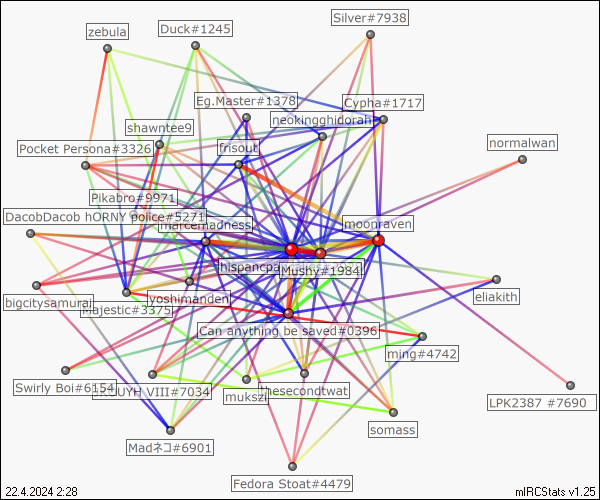 Silver#7938
Duck#1245
zebula
Eg.Master#1378
Cypha#1717
neokingghidorah
shawntee9
Pocket Persona#3326
frisout
normalwan
Pikabro#9971
DacobDacob hORNY police#5271
marcemadness
moonraven
hispancpa
Mushy#1984
eliakith
bigcitysamurai
Majestic#3375
yoshimanden
Can anything be saved#0396
ming#4742
Swirly Boi#6154
UYH VIII#7034
thesecondtwat
mukszi
LPK2387 #7690
somass
Madネコ#6901
Fedora Stoat#4479
22.4.2024 2:28
mIRCStats v1.25